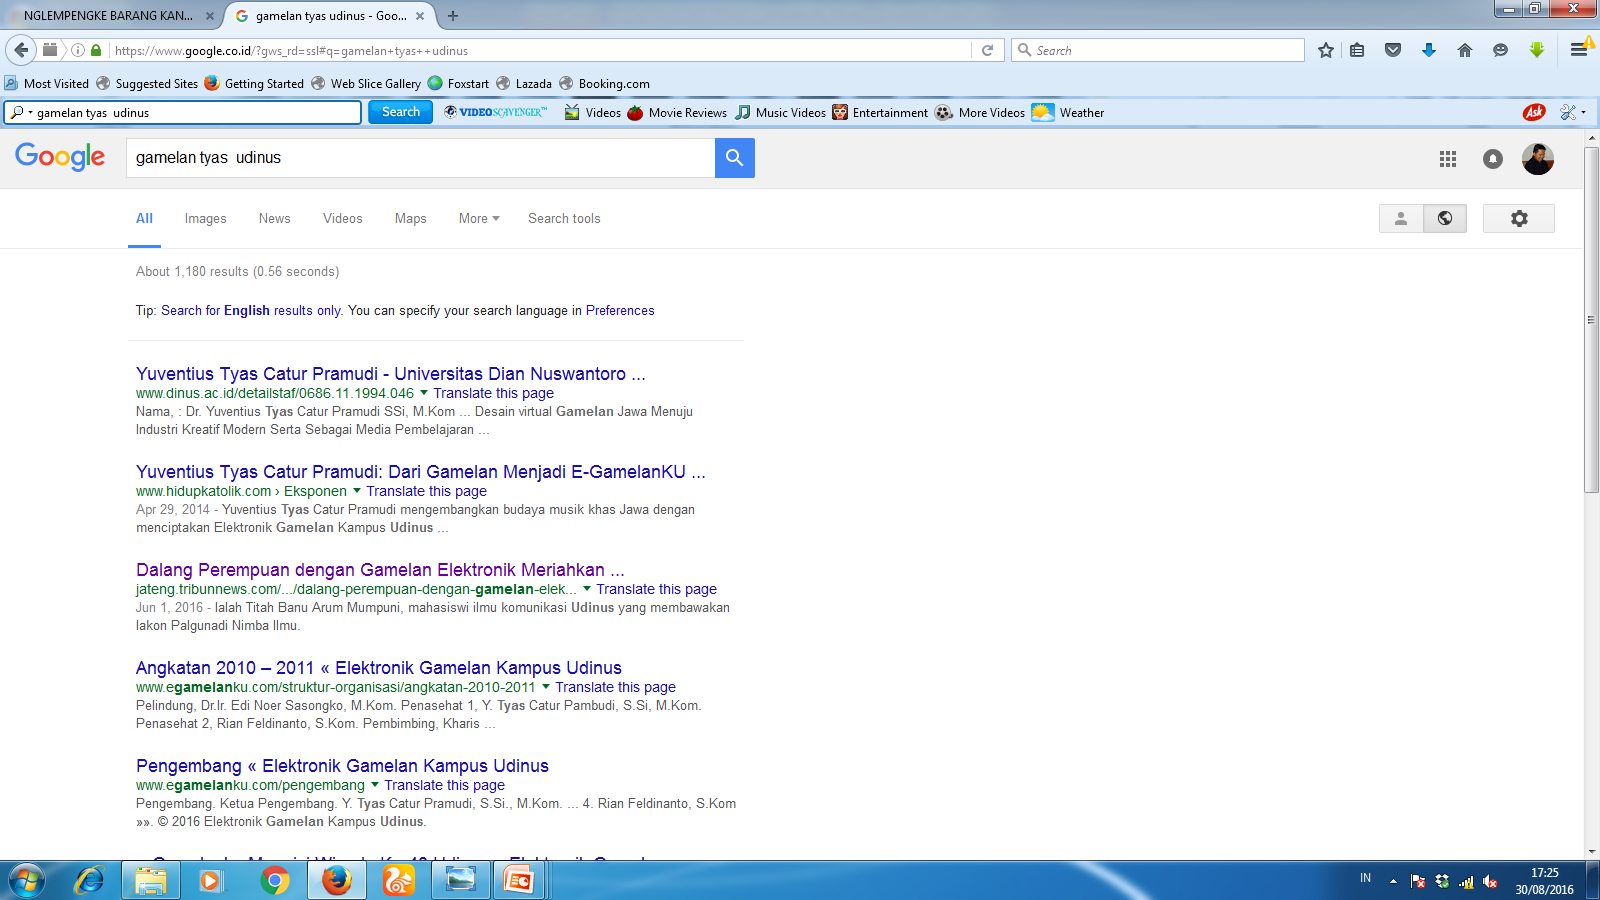 NGLEMPENGKE BARANG KAN...
gamelan tyas udinus - Goo...
https://www.google.co.id/?gws_rd=ssl#q=gamelan+tyas++udinus
Search
Most Visited
Suggested Sites
Getting Started
Web Slice Gallery
Foxstart
Lazada
Booking.com
gamelan tyas  udinus
Search
VIDEOSCAVENGER™
Videos
Movie Reviews
Music Videos
Entertainment
More Videos
Weather
Ask
Google
gamelan tyas  udinus
All
Images
News
Videos
Maps
More
Search tools
About 1,180 results (0.56 seconds)
Tip: Search for English results only. You can specify your search language in Preferences
Yuventius Tyas Catur Pramudi - Universitas Dian Nuswantoro ...
www.dinus.ac.id/detailstaf/0686.11.1994.046 Translate this page
Nama, : Dr. Yuventius Tyas Catur Pramudi SSi, M.Kom ... Desain virtual Gamelan Jawa Menuju
Industri Kreatif Modern Serta Sebagai Media Pembelajaran ...
Yuventius Tyas Catur Pramudi: Dari Gamelan Menjadi E-GamelanKU ...
www.hidupkatolik.com › Eksponen Translate this page
Apr 29, 2014 - Yuventius Tyas Catur Pramudi mengembangkan budaya musik khas Jawa dengan
menciptakan Elektronik Gamelan Kampus Udinus ...
Dalang Perempuan dengan Gamelan Elektronik Meriahkan ...
jateng.tribunnews.com/.../dalang-perempuan-dengan-gamelan-elek... Translate this page
Jun 1, 2016 - Ialah Titah Banu Arum Mumpuni, mahasiswi ilmu komunikasi Udinus yang membawakan
lakon Palgunadi Nimba Ilmu.
Angkatan 2010 – 2011 « Elektronik Gamelan Kampus Udinus
www.egamelanku.com/struktur-organisasi/angkatan-2010-2011 Translate this page
Pelindung, Dr.Ir. Edi Noer Sasongko, M.Kom. Penasehat 1, Y. Tyas Catur Pambudi, S.Si, M.Kom.
Penasehat 2, Rian Feldinanto, S.Kom. Pembimbing, Kharis ...
Pengembang « Elektronik Gamelan Kampus Udinus
www.egamelanku.com/pengembang Translate this page
Pengembang. Ketua Pengembang. Y. Tyas Catur Pramudi, S.Si., M.Kom. ... 4. Rian Feldinanto, S.Kom
»». © 2016 Elektronik Gamelan Kampus Udinus.
IN
17:25
30/08/2016